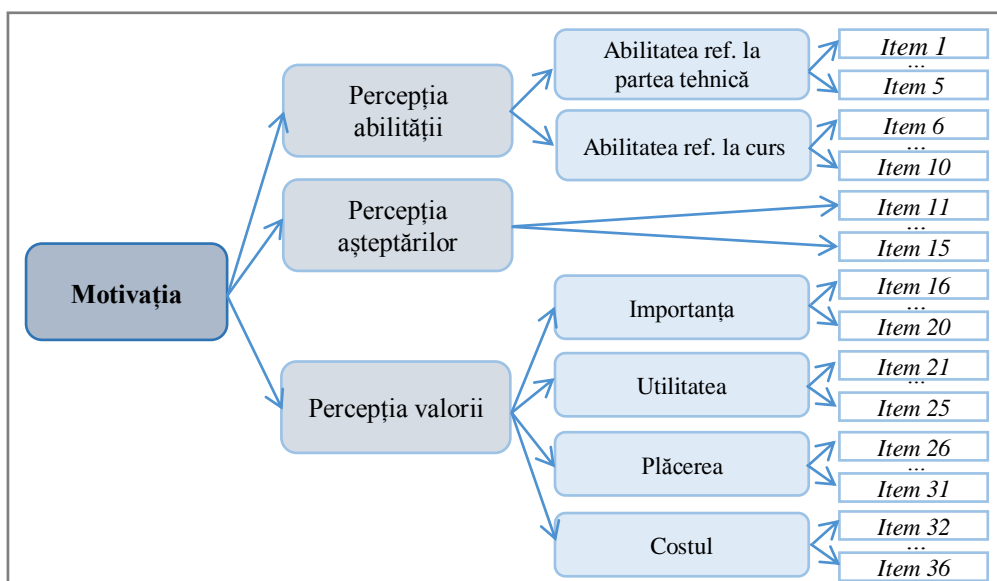 Motivația
Percepția
abilității
Percepția
așteptărilor
Percepția valorii
Abilitatea ref. la
partea tehnică
Abilitatea ref. la curs
Importanța
Utilitatea
Plăcerea
Costul
Item 1
...
Item 5
Item 6
...
Item 10
Item 11
...
Item 15
Item 16
...
Item 20
Item 21
...
Item 25
Item 26
...
Item 31
Item 32
...
Item 36